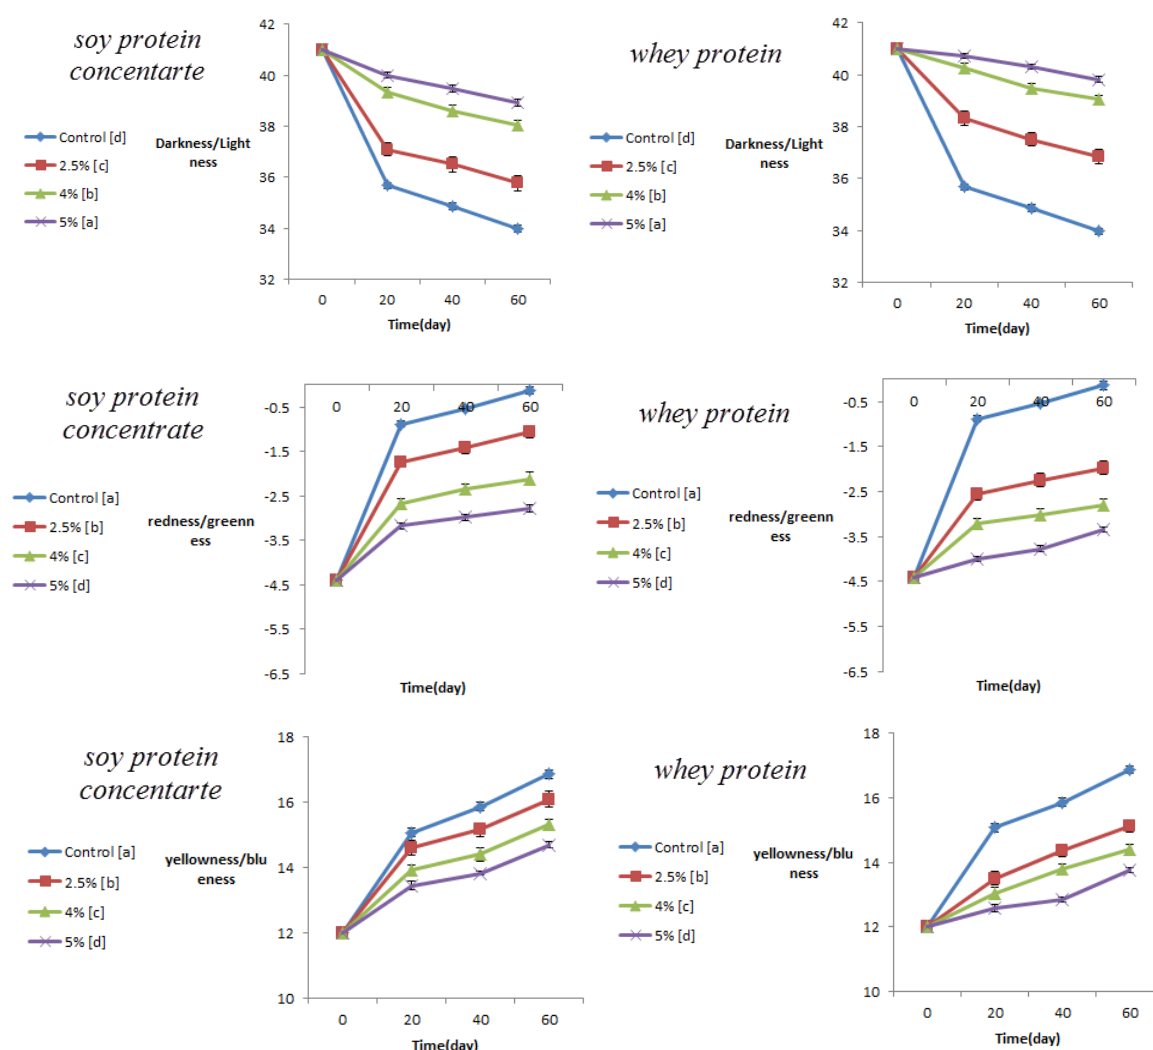 soy protein
concentarte
Control [d]
2.5% [c]
4% [b]
5% [a]
Darkness/Light
ness
42
40
38
36
34
32
0 20 40 60
Time(day)
whey protein
Control [d]
2.5% [c]
4% [b]
5% [a]
Darkness/Light
ness
42
40
38
36
34
32
0 20 40 60
Time(day)
soy protein
concentrate
Control [a]
2.5% [b]
4% [c]
5% [d]
redness/greenn
ess
0 20 40 60
-0.5
-1.5
-2.5
-3.5
-4.5
-5.5
-6.5
Time(day)
whey protein
Control [a]
2.5% [b]
4% [c]
5% [d]
redness/greenn
ess
0 20 40 60
-0.5
-1.5
-2.5
-3.5
-4.5
-5.5
-6.5
Time(day)
soy protein
concentarte
Control [a]
2.5% [b]
4% [c]
5% [d]
yellowness/blu
eness
18
16
14
12
10
0 20 40 60
Time(day)
whey protein
Control [a]
2.5% [b]
4% [c]
5% [d]
yellowness/blu
ness
18
16
14
12
10
0 20 40 60
Time(day)